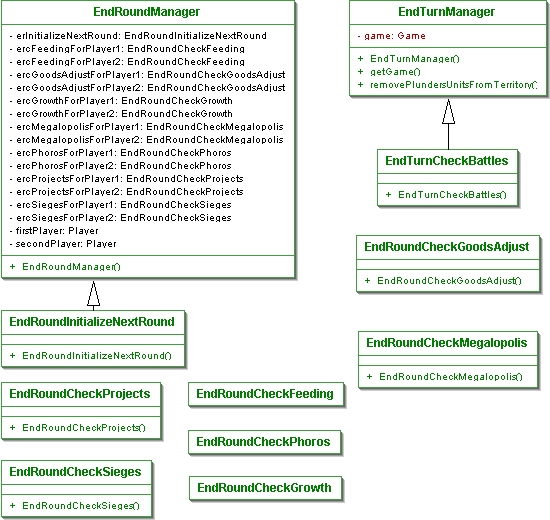 EndRoundManager
- erInitializeNextRound: EndRoundInitializeNextRound
- ercFeedingForPlayer1: EndRoundCheckFeeding
- ercFeedingForPlayer2: EndRoundCheckFeeding
- ercGoodsAdjustForPlayer1: EndRoundCheckGoodsAdjust
- ercGoodsAdjustForPlayer2: EndRoundCheckGoodsAdjust
- ercGrowthForPlayer1: EndRoundCheckGrowth
- ercGrowthForPlayer2: EndRoundCheckGrowth
- ercMegalopolisForPlayer1: EndRoundCheckMegalopolis
- ercMegalopolisForPlayer2: EndRoundCheckMegalopolis
- ercPhorosForPlayer1: EndRoundCheckPhoros
- ercPhorosForPlayer2: EndRoundCheckPhoros
- ercProjectsForPlayer1: EndRoundCheckProjects
- ercProjectsForPlayer2: EndRoundCheckProjects
- ercSiegesForPlayer1: EndRoundCheckSieges
- ercSiegesForPlayer2: EndRoundCheckSieges
- firstPlayer: Player
- secondPlayer: Player
+ EndRoundManager()
EndTurnManager
- game: Game
+ EndTurnManager()
+ getGame()
+ removePlundersUnitsFromTerritory()
EndTurnCheckBattles
+ EndTurnCheckBattles()
EndRoundCheckGoodsAdjust
+ EndRoundCheckGoodsAdjust()
EndRoundInitializeNextRound
+ EndRoundInitializeNextRound()
EndRoundCheckMegalopolis
+ EndRoundCheckMegalopolis()
EndRoundCheckProjects
+ EndRoundCheckProjects()
EndRoundCheckFeeding
EndRoundCheckPhoros
EndRoundCheckSieges
+ EndRoundCheckSieges()
EndRoundCheckGrowth